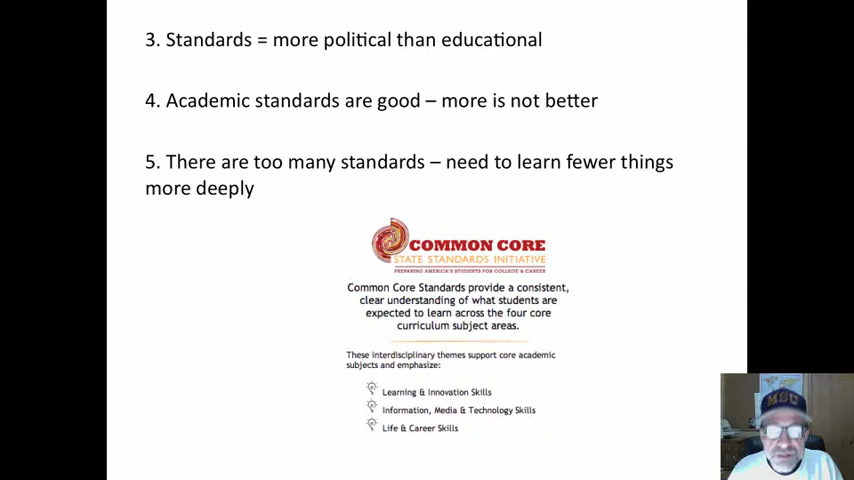 3. Standards = more political than educational
4. Academic standards are good – more is not better
5. There are too many standards – need to learn fewer things
more deeply
COMMON CORE
STATE STANDARDS INITIATIVE
PREPARING AMERICA'S STUDENTS FOR COLLEGE & CAREER
Common Core Standards provide a consistent,
clear understanding of what students are
expected to learn across the four core
curriculum subject areas.
These interdisciplinary themes support core academic
subjects and emphasize:
Learning & Innovation Skills
Information, Media & Technology Skills
Life & Career Skills
MSU